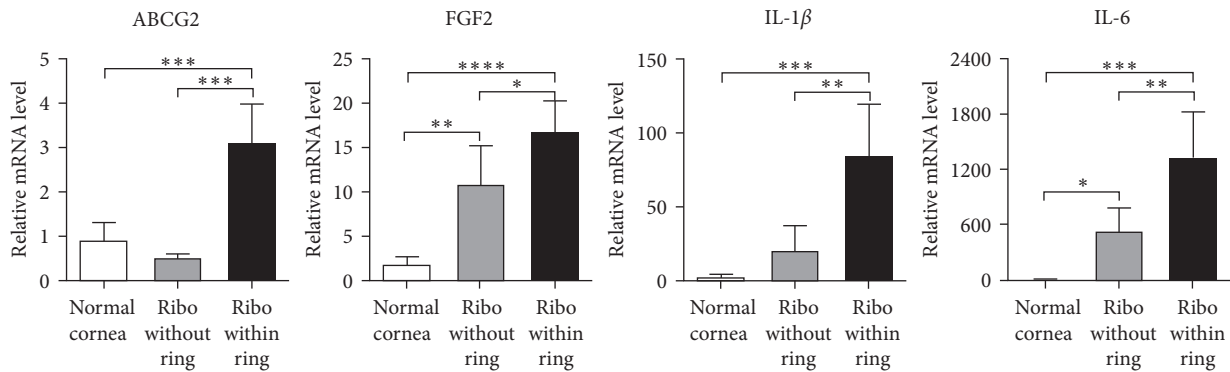 ABCG2
Relative mRNA level
5
4
3
2
1
0
***
***
Normal cornea
Ribo without ring
Ribo within ring
FGF2
Relative mRNA level
25
20
15
10
5
0
****
*
**
Normal cornea
Ribo without ring
Ribo within ring
IL-1β
Relative mRNA level
150
100
50
0
***
**
Normal cornea
Ribo without ring
Ribo within ring
IL-6
Relative mRNA level
2400
1800
1200
600
0
***
**
*
Normal cornea
Ribo without ring
Ribo within ring